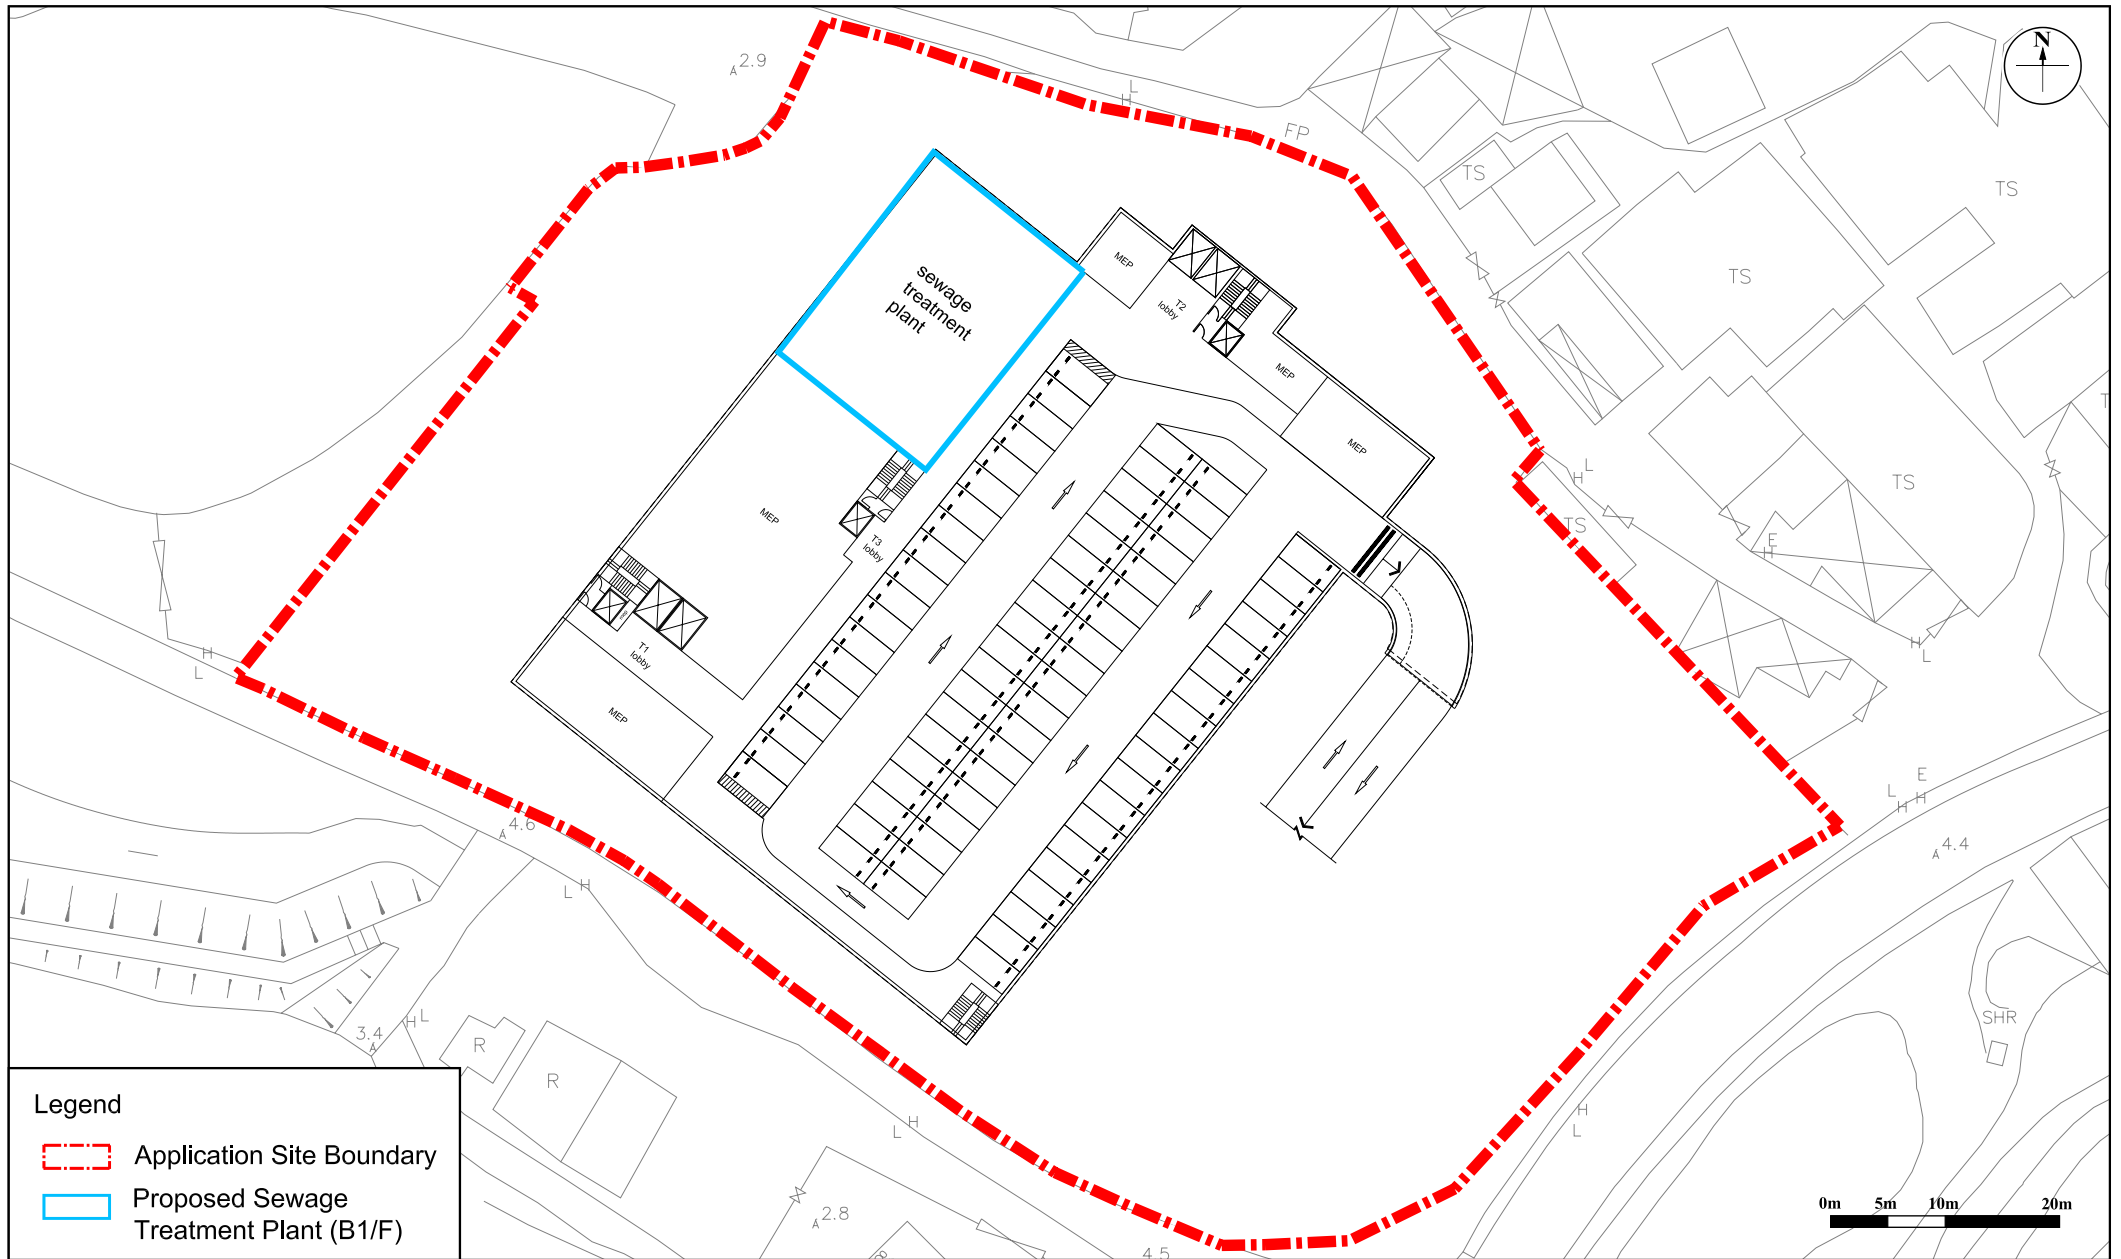 N
2.9
L
H
FP
TS
TS
TS
sewage
treatment
plant
MEP
T2
lobby
MEP
MEP
L
H
TS
TS
E
H
MEP
T3
lobby
T1
lobby
MEP
H
L
H
L
E
L
H
H
4.6
4.4
L
H
3.4
H
L
R
R
SHR
H
L
L
H
2.8
4.5
Legend
Application Site Boundary
Proposed Sewage
Treatment Plant (B1/F)
0m 5m 10m 20m